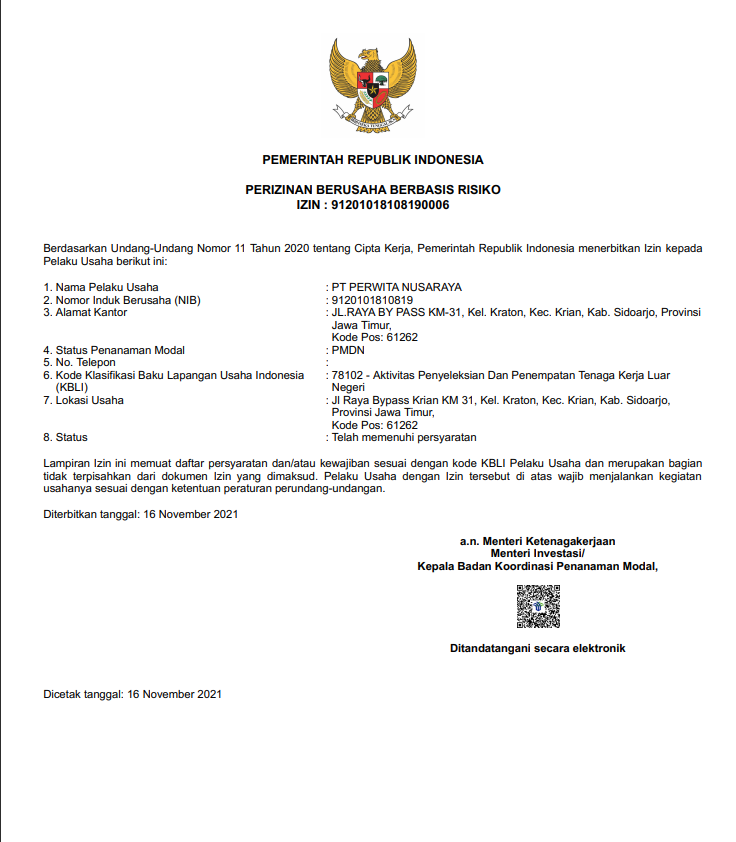 PEMERINTAH REPUBLIK INDONESIA
PERIZINAN BERUSAHA BERBASIS RISIKO
IZIN : 91201018108190006
Berdasarkan Undang-Undang Nomor 11 Tahun 2020 tentang Cipta Kerja, Pemerintah Republik Indonesia menerbitkan Izin kepada
Pelaku Usaha berikut ini:
1. Nama Pelaku Usaha : PT PERWITA NUSARAYA
2. Nomor Induk Berusaha (NIB) : 9120101810819
3. Alamat Kantor : JL.RAYA BY PASS KM-31, Kel. Kraton, Kec. Krian, Kab. Sidoarjo, Provinsi
Jawa Timur,
Kode Pos: 61262
4. Status Penanaman Modal : PMDN
5. No. Telepon :
6. Kode Klasifikasi Baku Lapangan Usaha Indonesia : 78102 - Aktivitas Penyeleksian Dan Penempatan Tenaga Kerja Luar
(KBLI) Negeri
7. Lokasi Usaha : Jl Raya Bypass Krian KM 31, Kel. Kraton, Kec. Krian, Kab. Sidoarjo,
Provinsi Jawa Timur,
Kode Pos: 61262
8. Status : Telah memenuhi persyaratan
Lampiran Izin ini memuat daftar persyaratan dan/atau kewajiban sesuai dengan kode KBLI Pelaku Usaha dan merupakan bagian
tidak terpisahkan dari dokumen Izin yang dimaksud. Pelaku Usaha dengan Izin tersebut di atas wajib menjalankan kegiatan
usahanya sesuai dengan ketentuan peraturan perundang-undangan.
Diterbitkan tanggal: 16 November 2021
a.n. Menteri Ketenagakerjaan
Menteri Investasi/
Kepala Badan Koordinasi Penanaman Modal,
Ditandatangani secara elektronik
Dicetak tanggal: 16 November 2021